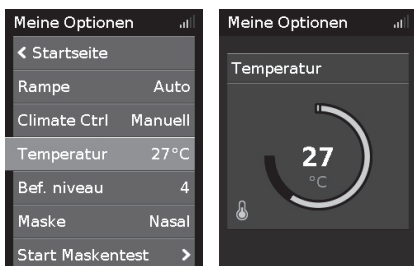 Meine Optionen
< Startseite
Rampe Auto
Climate Ctrl Manuell
Temperatur 27°C
Bef. niveau 4
Maske Nasal
Start Maskentest >
Meine Optionen
Temperatur
27
°C